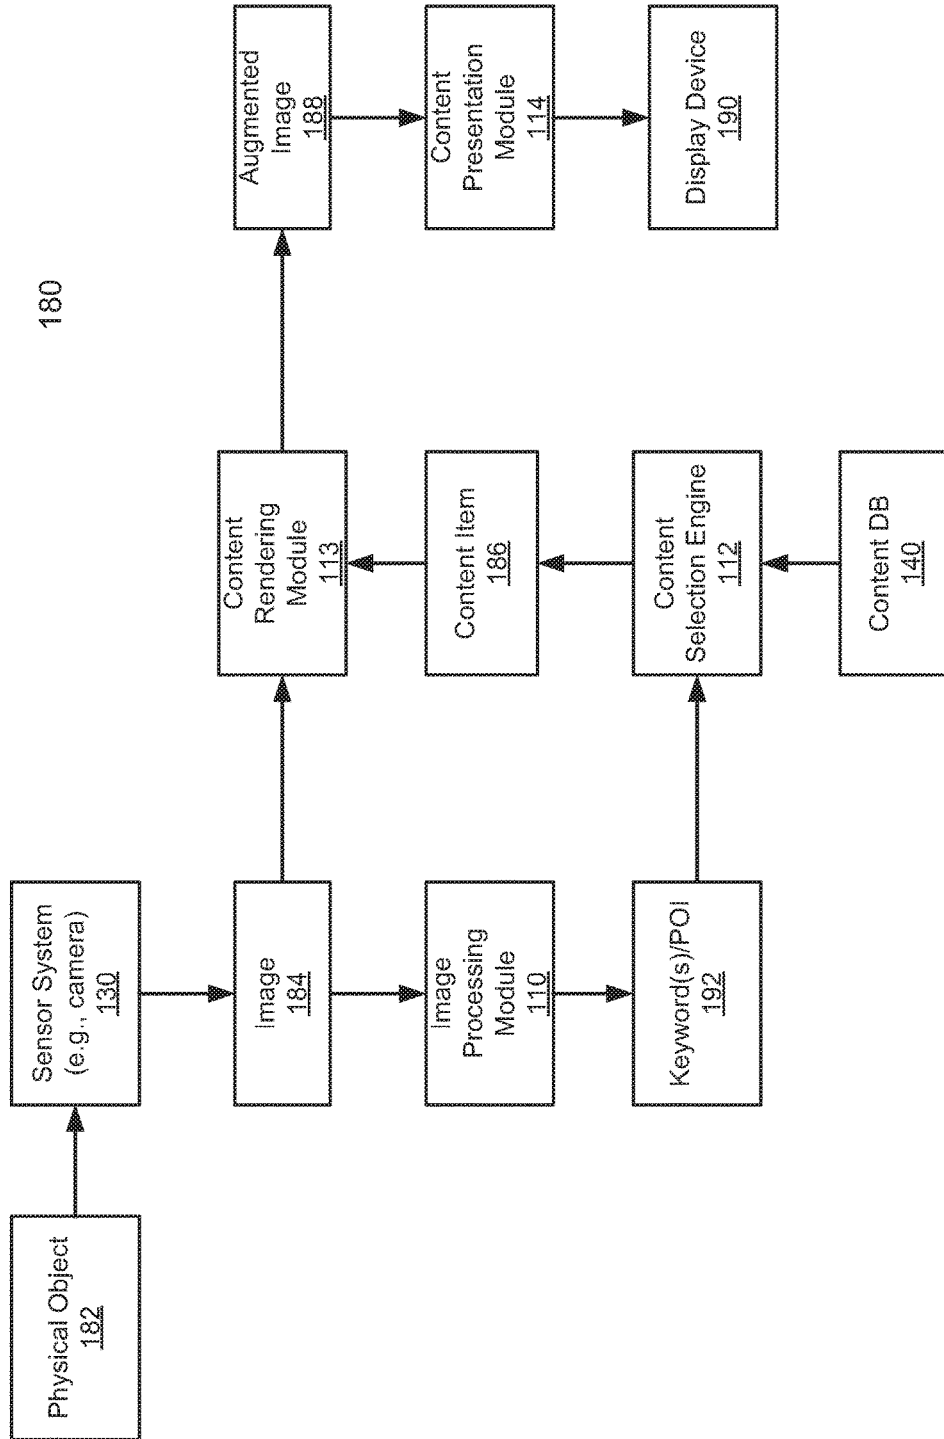 180
Physical Object
182
Sensor System
(e.g., camera)
130
Image
184
Image
Processing
Module
110
Keyword(s)/POI
192
Content
Rendering
Module
113
Content Item
186
Content
Selection Engine
112
Content DB
140
Augmented
Image
188
Content
Presentation
Module
114
Display Device
190